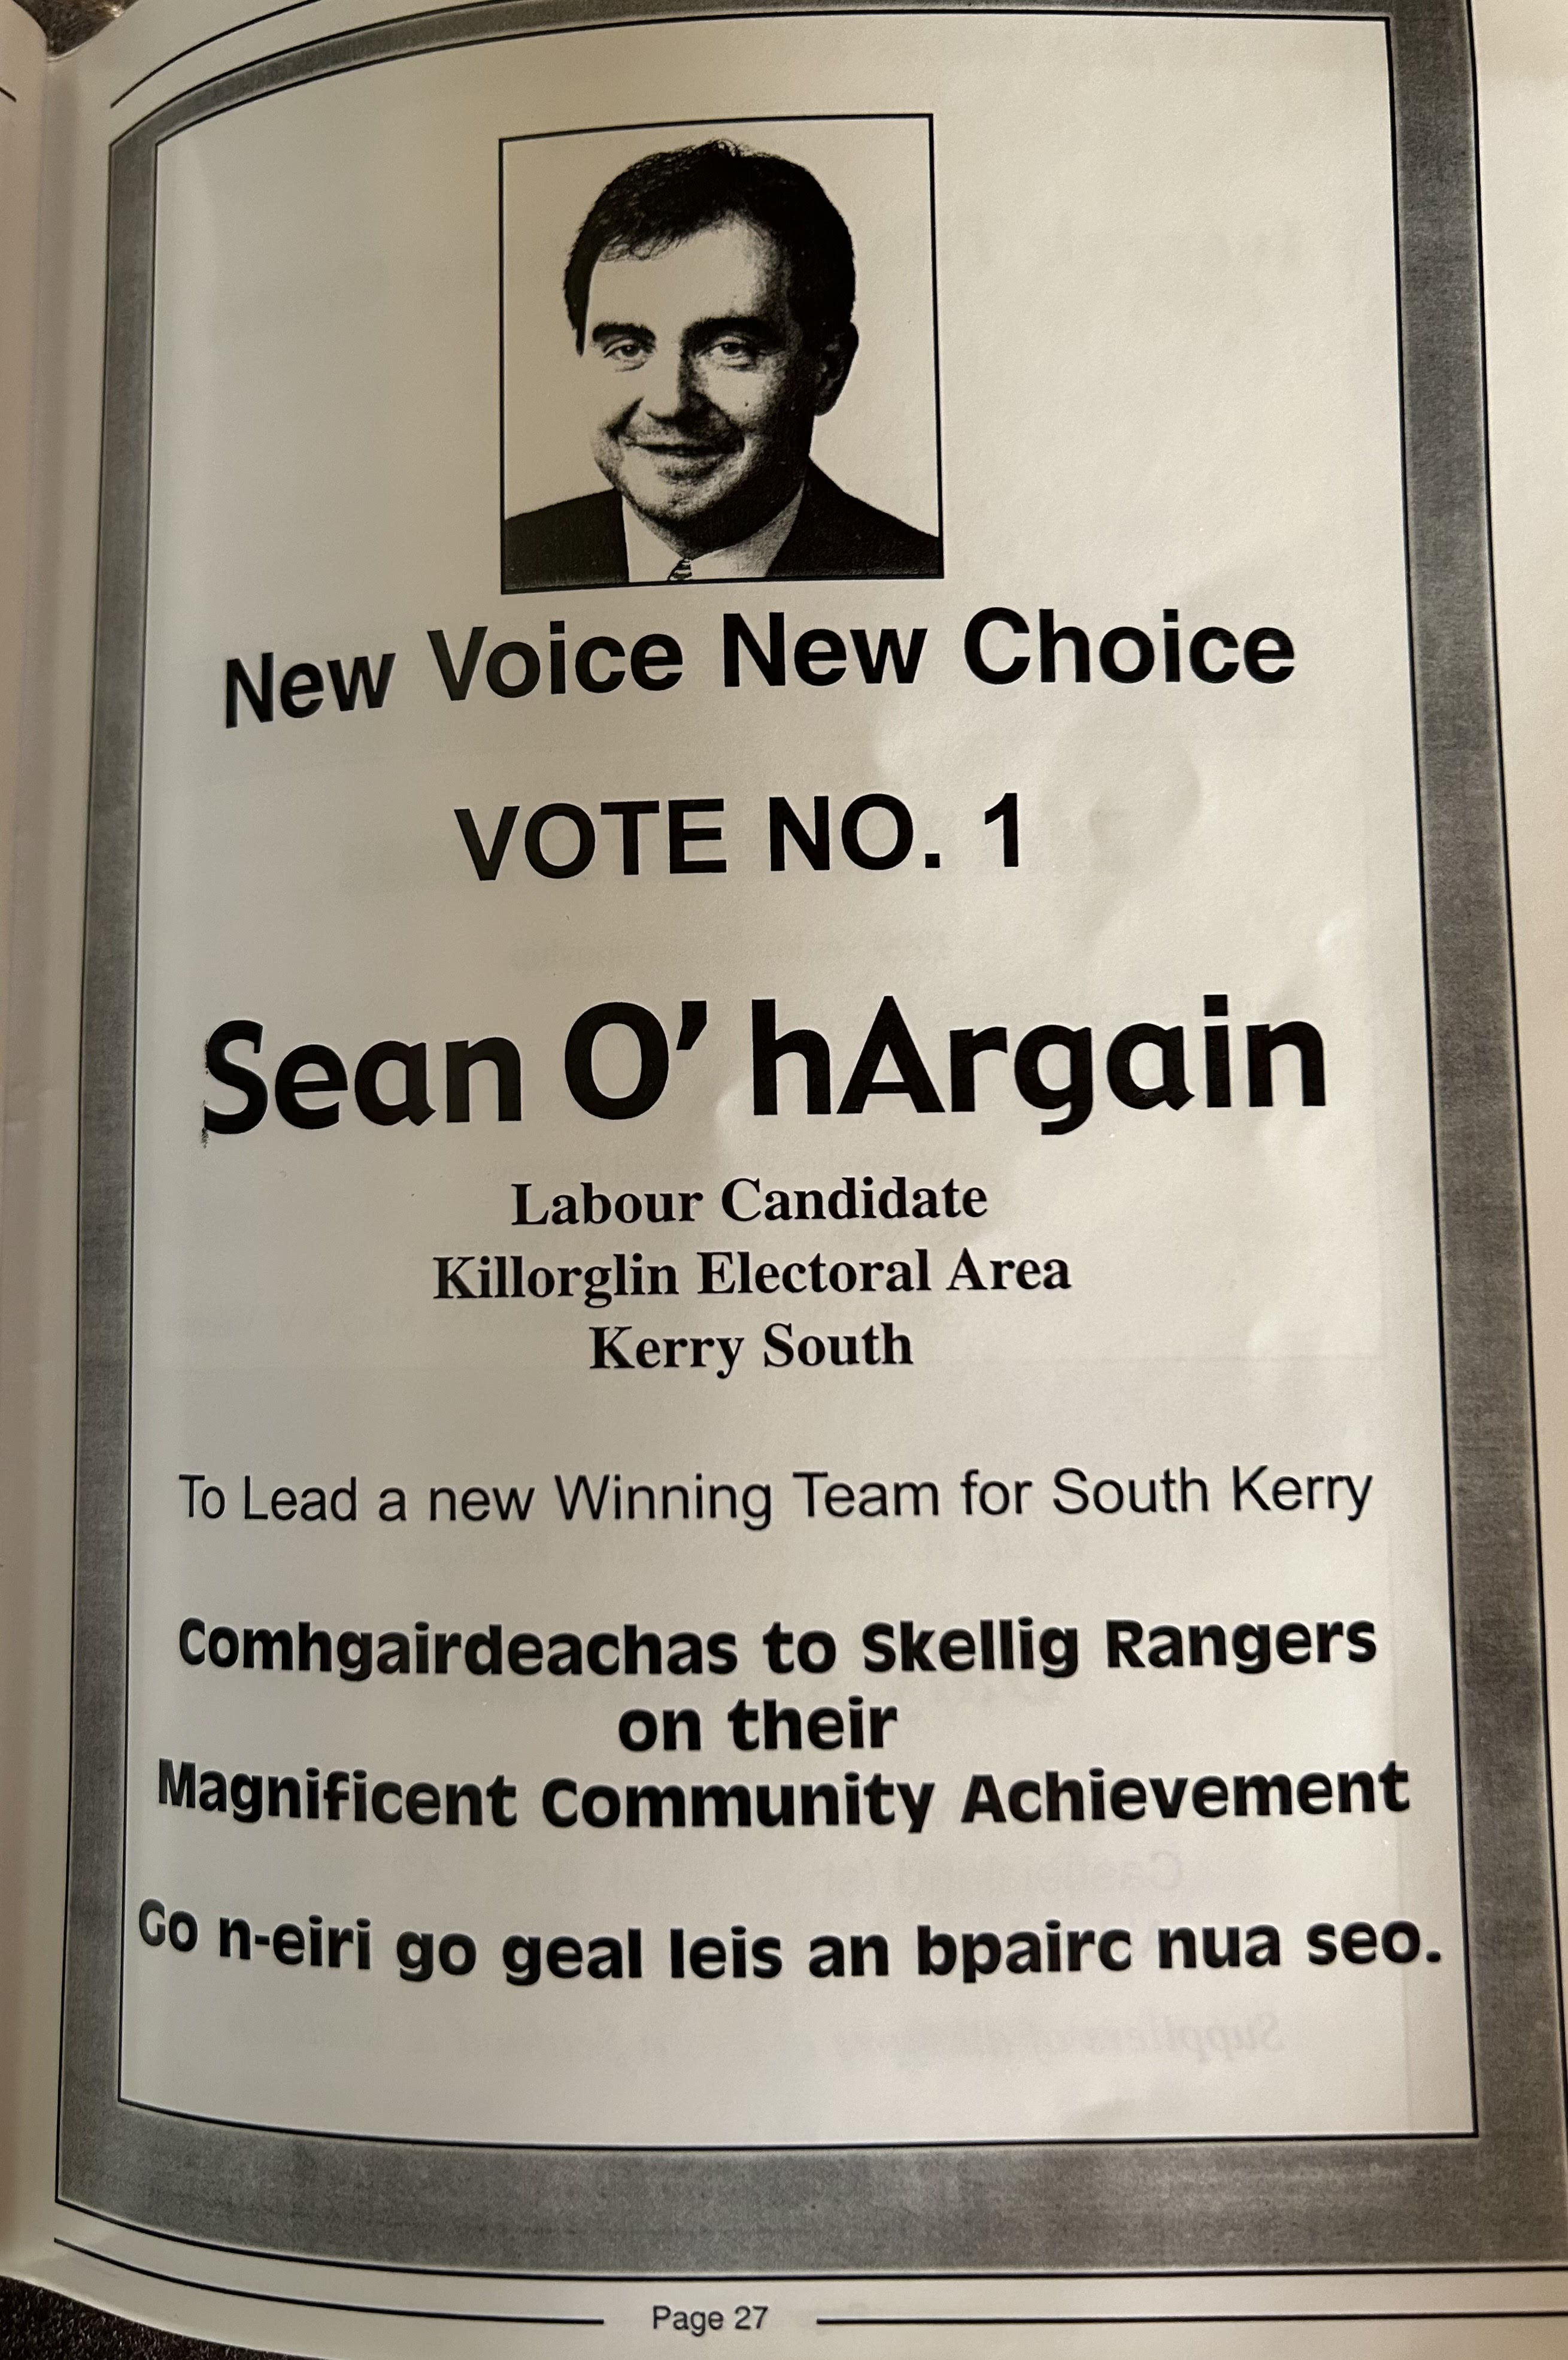 New Voice New Choice
VOTE NO. 1
Sean O' hArgain
Labour Candidate
Killorglin Electoral Area
Kerry South
To Lead a new Winning Team for South Kerry
Comhgairdeachas to Skellig Rangers
on their
Magnificent Community Achievement
Go n-eiri go geal leis an bpairc nua seo.
Page 27